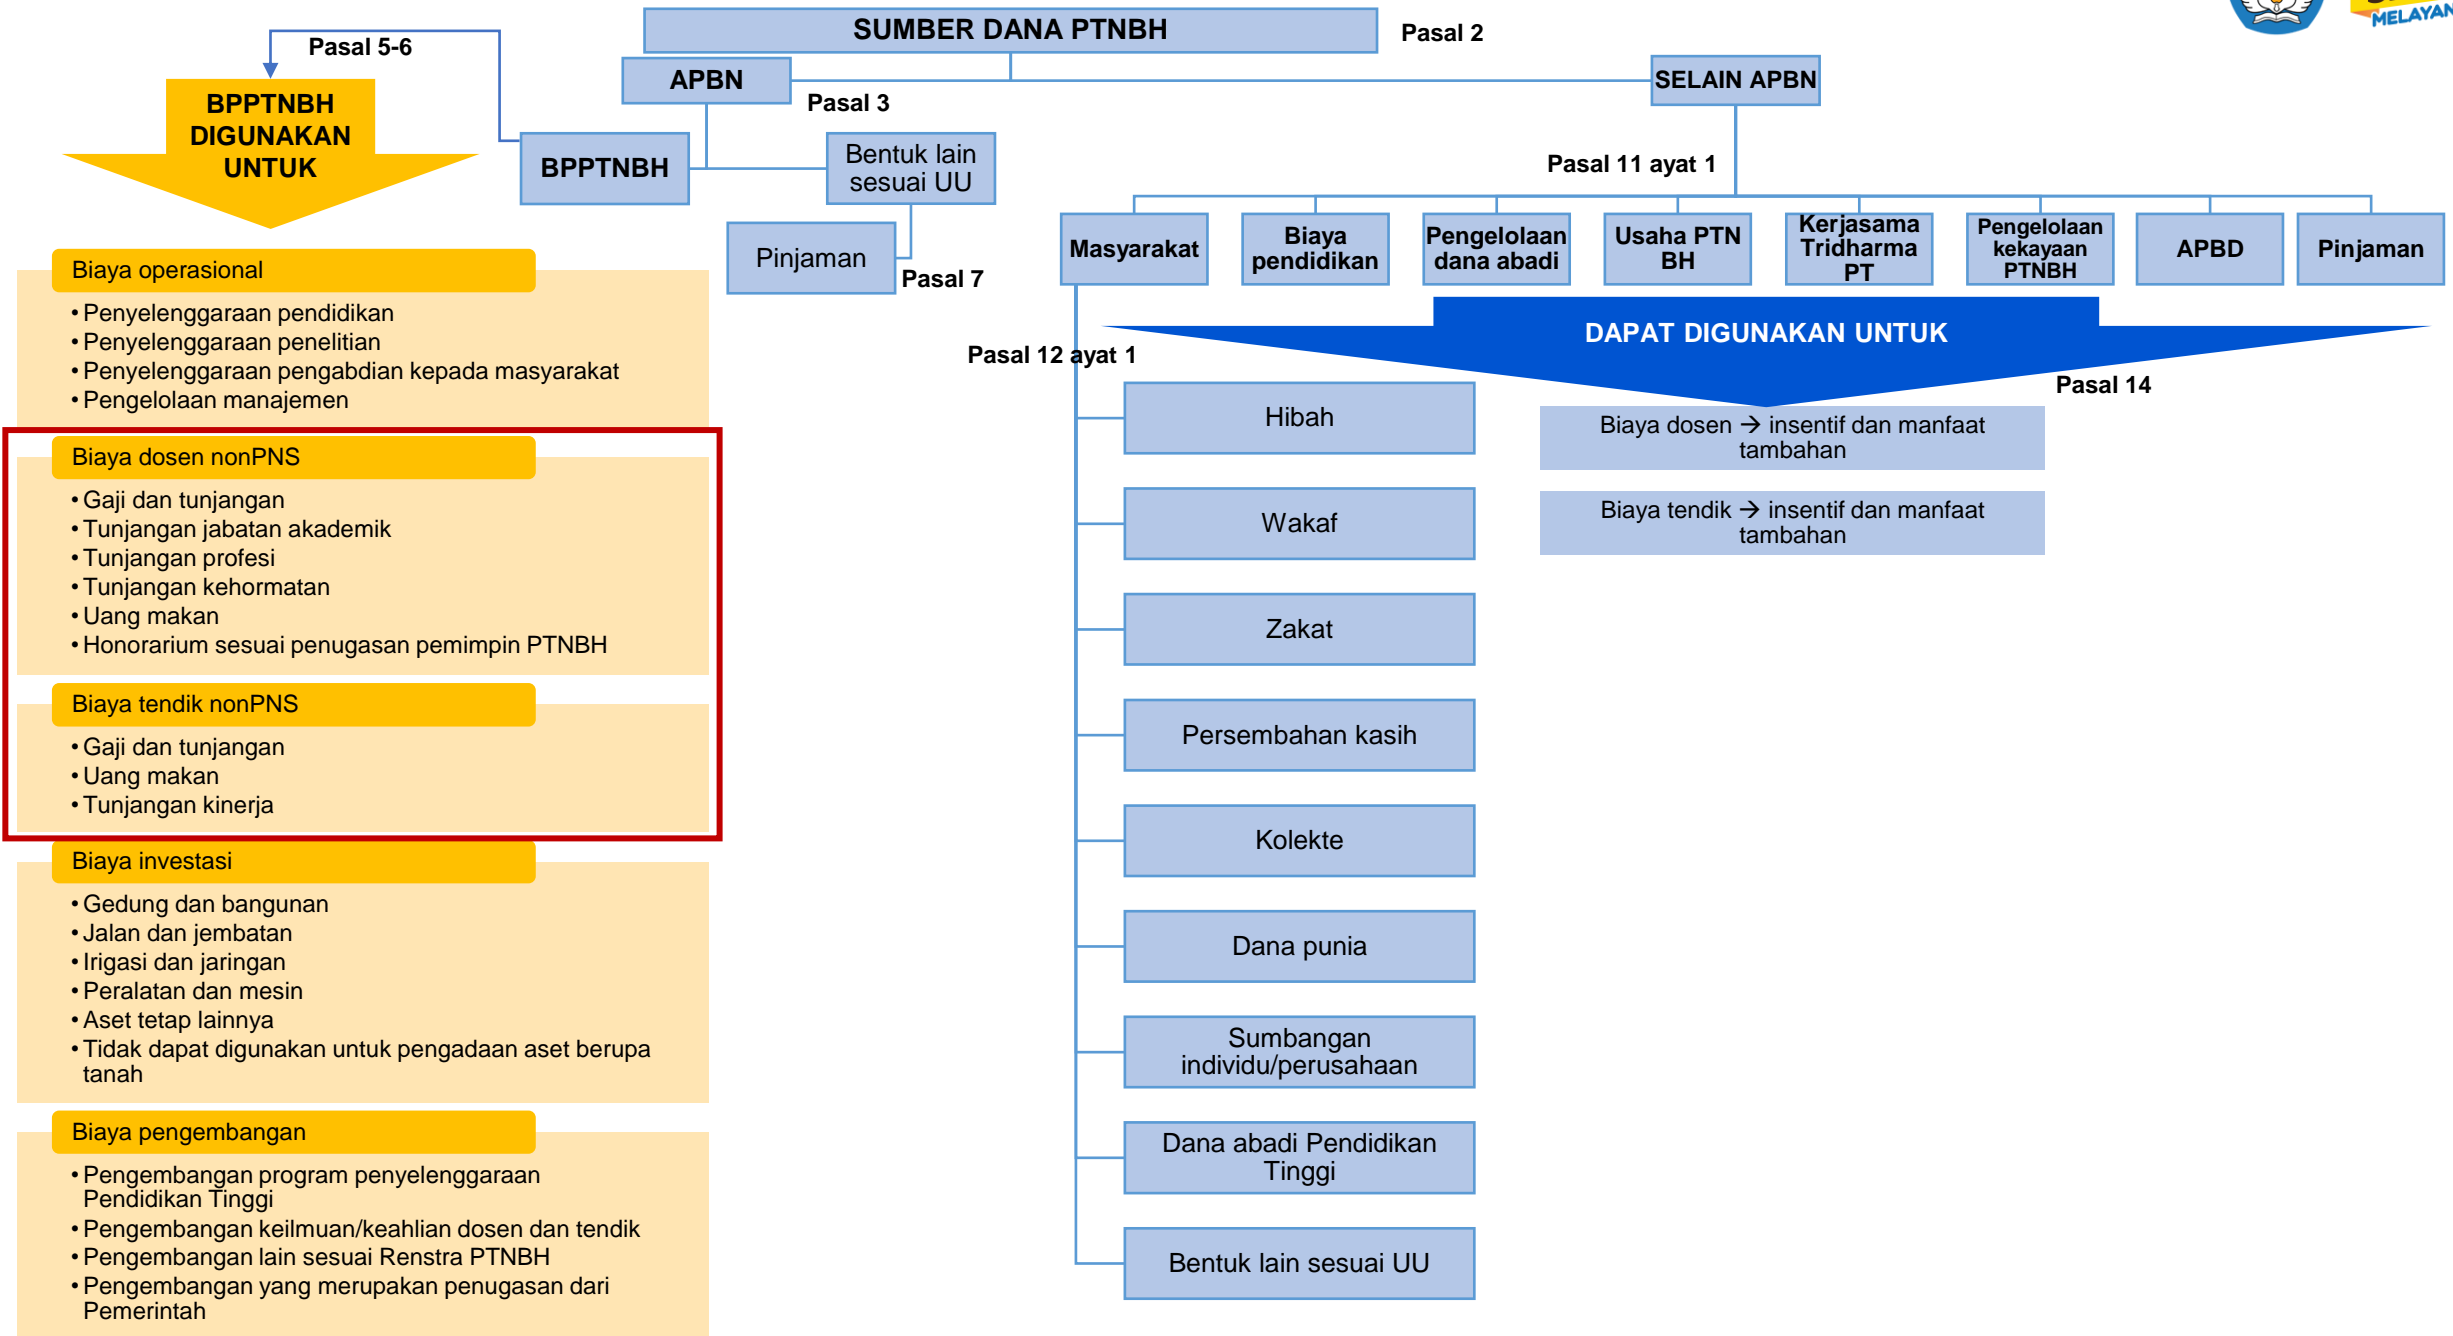 SUMBER DANA PTNBH
Pasal 2
MELAYAN
Pasal 5-6
APBN
SELAIN APBN
Pasal 3
BPPTNBH
DIGUNAKAN
UNTUK
BPPTNBH
Bentuk lain
sesuai UU
Pasal 11 ayat 1
Pinjaman
Pasal 7
Masyarakat
Biaya
pendidikan
Pengelolaan
dana abadi
Usaha PTN
BH
Kerjasama
Tridharma
PT
Pengelolaan
kekayaan
PTNBH
APBD
Pinjaman
Biaya operasional
• Penyelenggaraan pendidikan
• Penyelenggaraan penelitian
• Penyelenggaraan pengabdian kepada masyarakat
• Pengelolaan manajemen
Biaya dosen nonPNS
• Gaji dan tunjangan
• Tunjangan jabatan akademik
• Tunjangan profesi
• Tunjangan kehormatan
• Uang makan
• Honorarium sesuai penugasan pemimpin PTNBH
Biaya tendik nonPNS
• Gaji dan tunjangan
• Uang makan
• Tunjangan kinerja
Biaya investasi
• Gedung dan bangunan
• Jalan dan jembatan
• Irigasi dan jaringan
• Peralatan dan mesin
• Aset tetap lainnya
• Tidak dapat digunakan untuk pengadaan aset berupa
tanah
Biaya pengembangan
• Pengembangan program penyelenggaraan
Pendidikan Tinggi
• Pengembangan keilmuan/keahlian dosen dan tendik
• Pengembangan lain sesuai Renstra PTNBH
• Pengembangan yang merupakan penugasan dari
Pemerintah
Pasal 12 ayat 1
Hibah
Wakaf
Zakat
Persembahan kasih
Kolekte
Dana punia
Sumbangan
individu/perusahaan
Dana abadi Pendidikan
Tinggi
Bentuk lain sesuai UU
DAPAT DIGUNAKAN UNTUK
Pasal 14
Biaya dosen → insentif dan manfaat
tambahan
Biaya tendik → insentif dan manfaat
tambahan